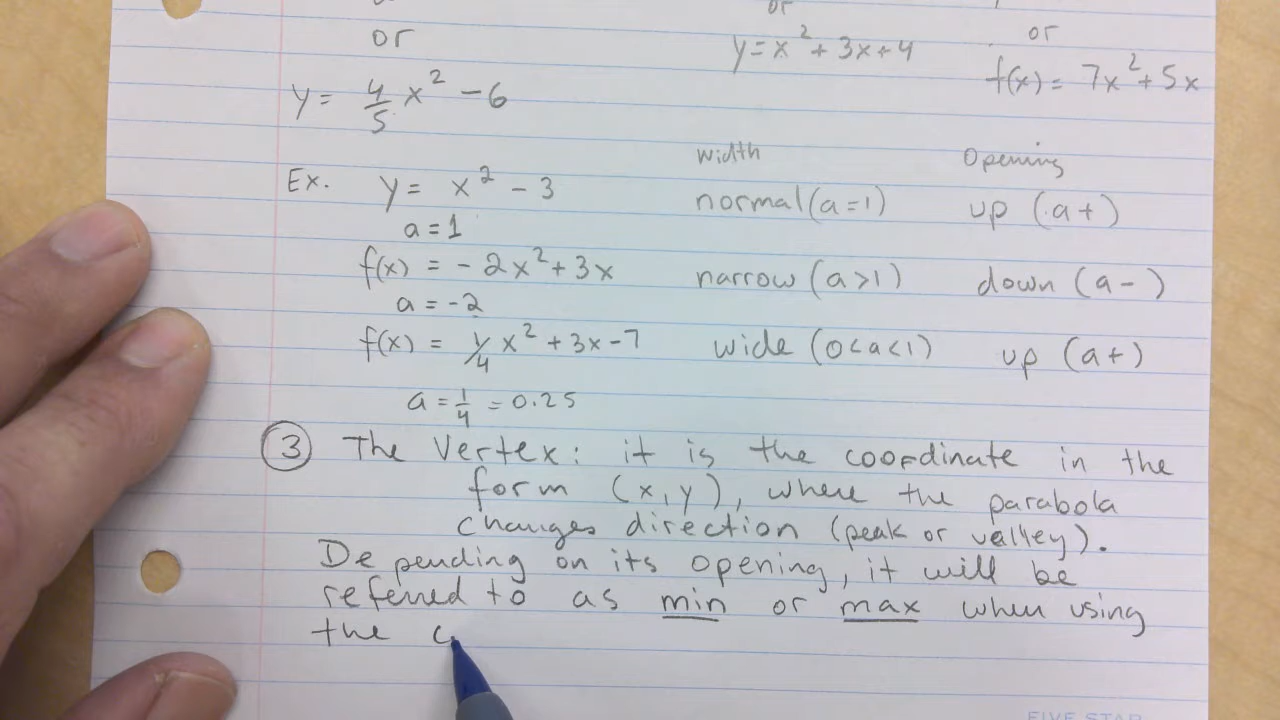 or
or
y = 4/5 x² - 6
y = x² + 3x + 4
or
f(x) = 7x² + 5x
width Opening
Ex. y = x² - 3 normal (a = 1) up (a+)
a = 1
f(x) = -2x² + 3x narrow (a > 1) down (a-)
a = -2
f(x) = 1/4 x² + 3x - 7 wide (0 < a < 1) up (a+)
a = 1/4 = 0.25
③ The Vertex: it is the coordinate in the
form (x, y), where the parabola
changes direction (peak or valley).
Depending on its opening, it will be
referred to as min or max when using
the
FIVE STAR